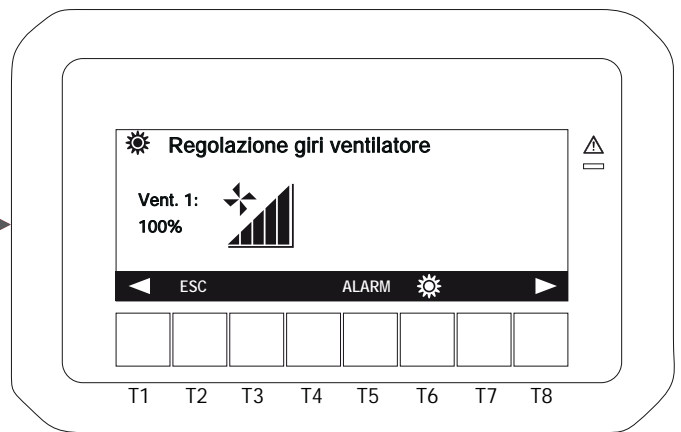 Regolazione giri ventilatore
Vent. 1:
100%
ESC ALARM
T1 T2 T3 T4 T5 T6 T7 T8